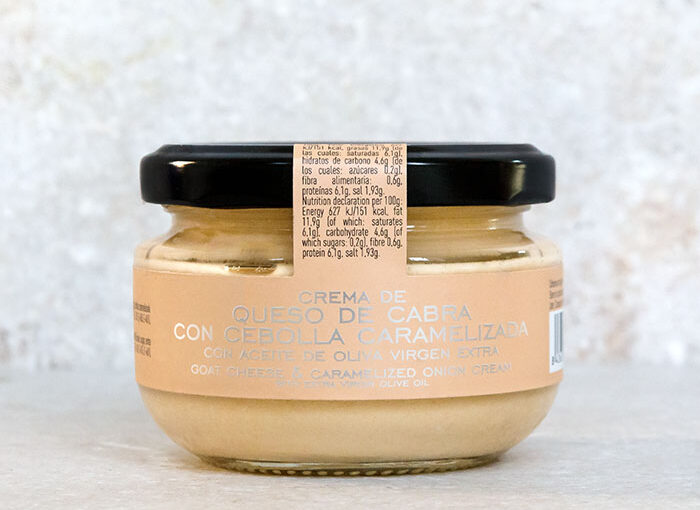 kJ/151 kcal, grasas 11,9g (de
las cuales: saturadas 6,1g),
hidratos de carbono 4,6g (de
los cuales: azúcares 0,2g),
fibra alimentaria: 0,6g,
proteínas 6,1g, sal 1,93g.
Nutrition declaration per 100g:
Energy 627 kJ/151 kcal, fat
11,9g (of which: saturates
6,1g), carbohydrate 4,6g (of
which sugars: 0,2g), fibre 0,6g,
protein 6,1g, salt 1,93g.
CREMA DE
QUESO DE CABRA
CON CEBOLLA CARAMELIZADA
CON ACEITE DE OLIVA VIRGEN EXTRA
GOAT CHEESE & CARAMELIZED ONION CREAM
WITH EXTRA VIRGIN OLIVE OIL